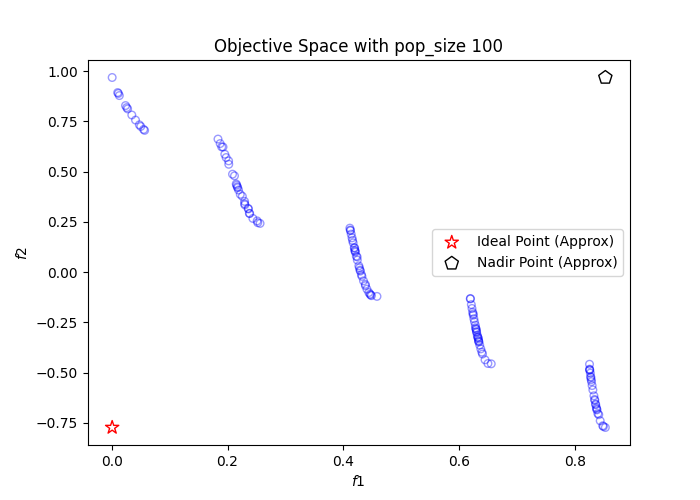 Objective Space with pop_size 100
1.00
0.75
0.50
0.25
0.00
−0.25
−0.50
−0.75
f2
Ideal Point (Approx)
Nadir Point (Approx)
0.0 0.2 0.4 0.6 0.8
f1